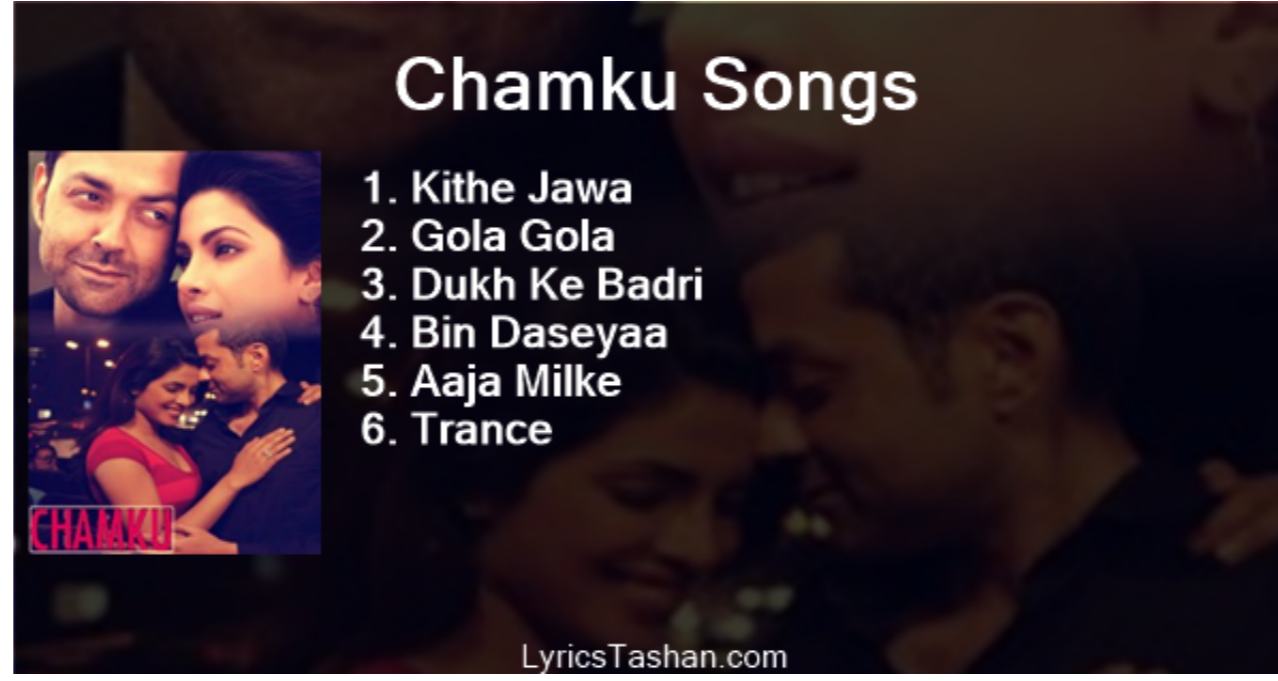 Chamku Songs
1. Kithe Jawa
2. Gola Gola
3. Dukh Ke Badri
4. Bin Daseyaa
5. Aaja Milke
6. Trance
CHAMKU
LyricsTashan.com